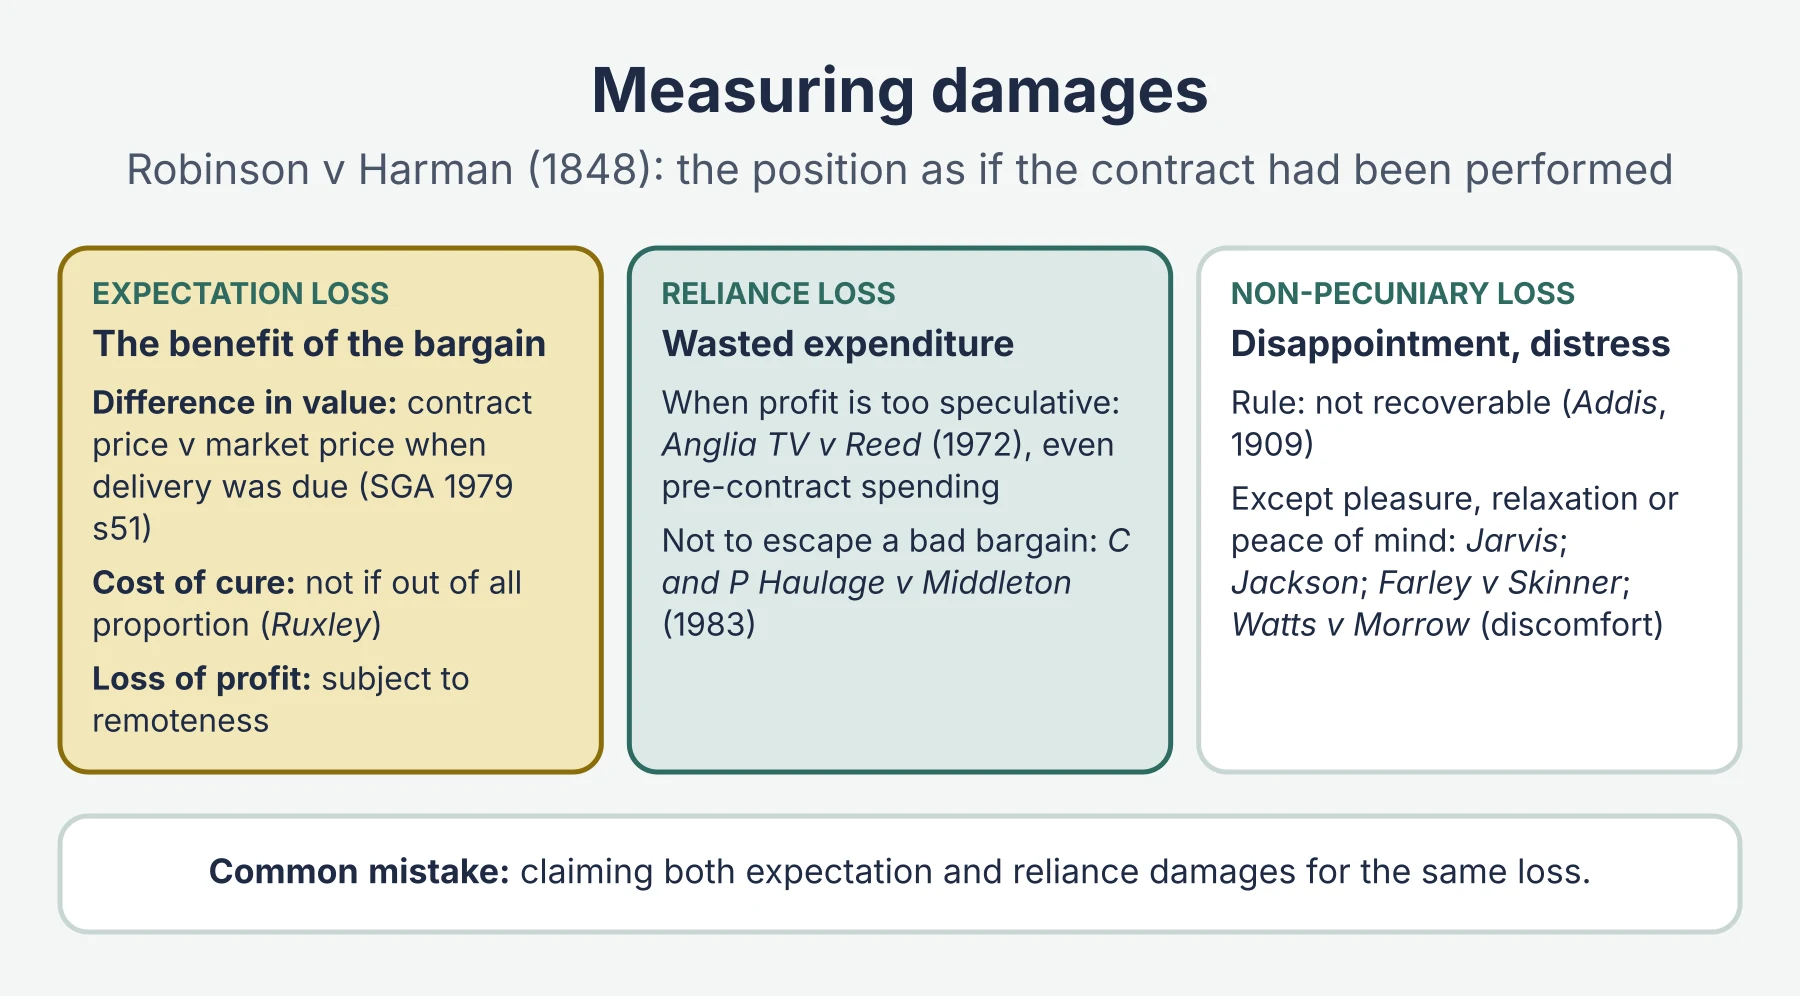 Measuring damages
Robinson v Harman (1848): the position as if the contract had been performed
EXPECTATION LOSS
The benefit of the bargain
Difference in value: contract
price v market price when
delivery was due (SGA 1979
s51)
Cost of cure: not if out of all
proportion (Ruxley)
Loss of profit: subject to
remoteness
RELIANCE LOSS
Wasted expenditure
When profit is too speculative:
Anglia TV v Reed (1972), even
pre-contract spending
Not to escape a bad bargain: C
and P Haulage v Middleton
(1983)
NON-PECUNIARY LOSS
Disappointment, distress
Rule: not recoverable (Addis,
1909)
Except pleasure, relaxation or
peace of mind: Jarvis;
Jackson; Farley v Skinner;
Watts v Morrow (discomfort)
Common mistake: claiming both expectation and reliance damages for the same loss.